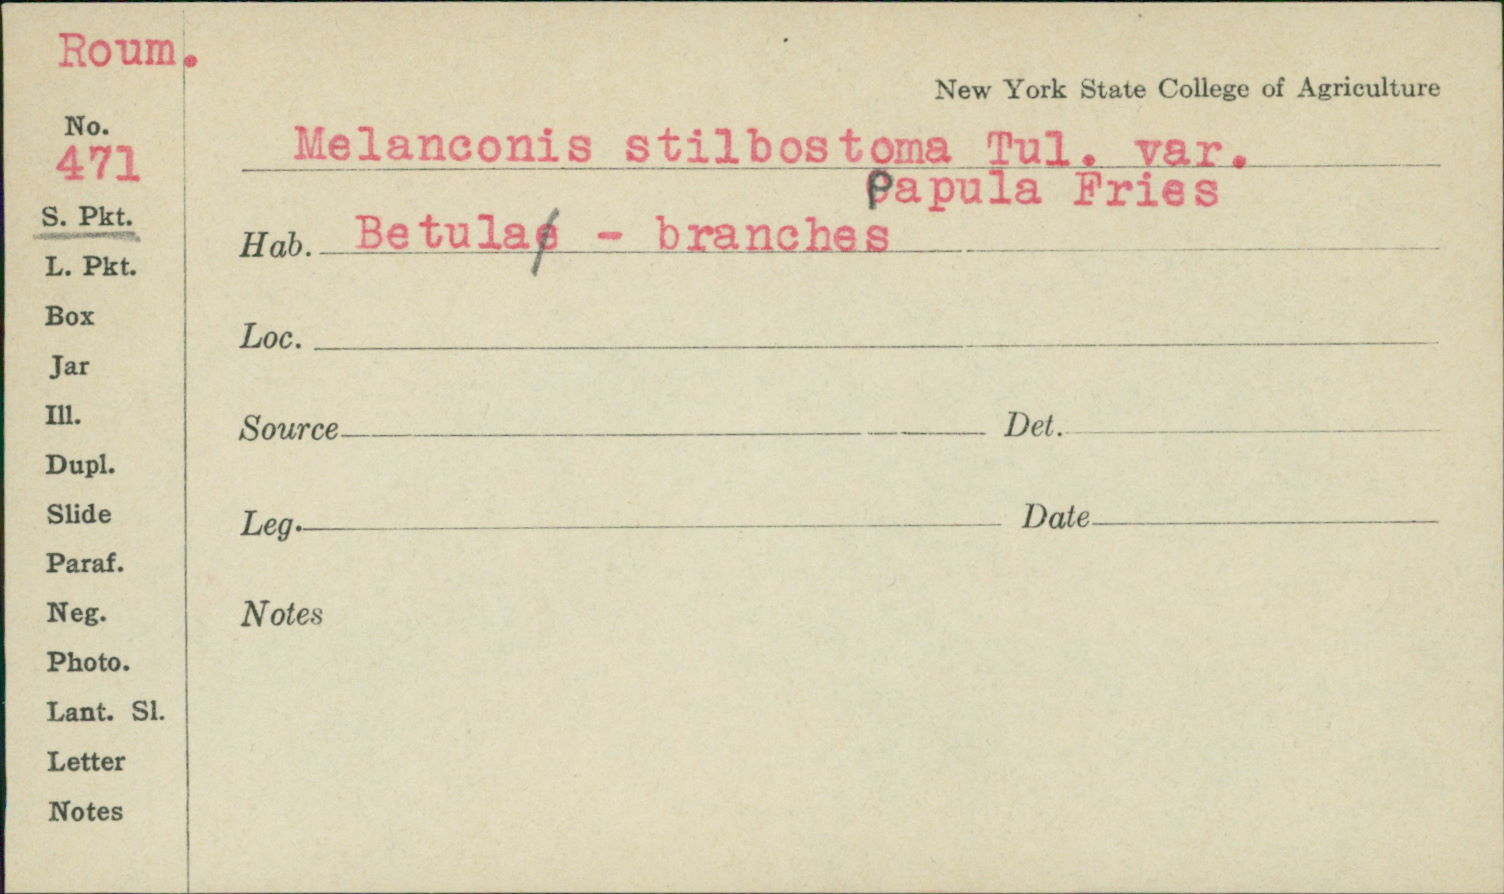 Roum.
New York State College of Agriculture
No.
471
Melanconis stilbostoma Tul. var.
Papula Fries
S. Pkt.
Hab. Betula - branches
L. Pkt.
Box
Loc.
Jar
Ill.
Source Det.
Dupl.
Slide
Leg. Date
Paraf.
Neg.
Notes
Photo.
Lant. Sl.
Letter
Notes